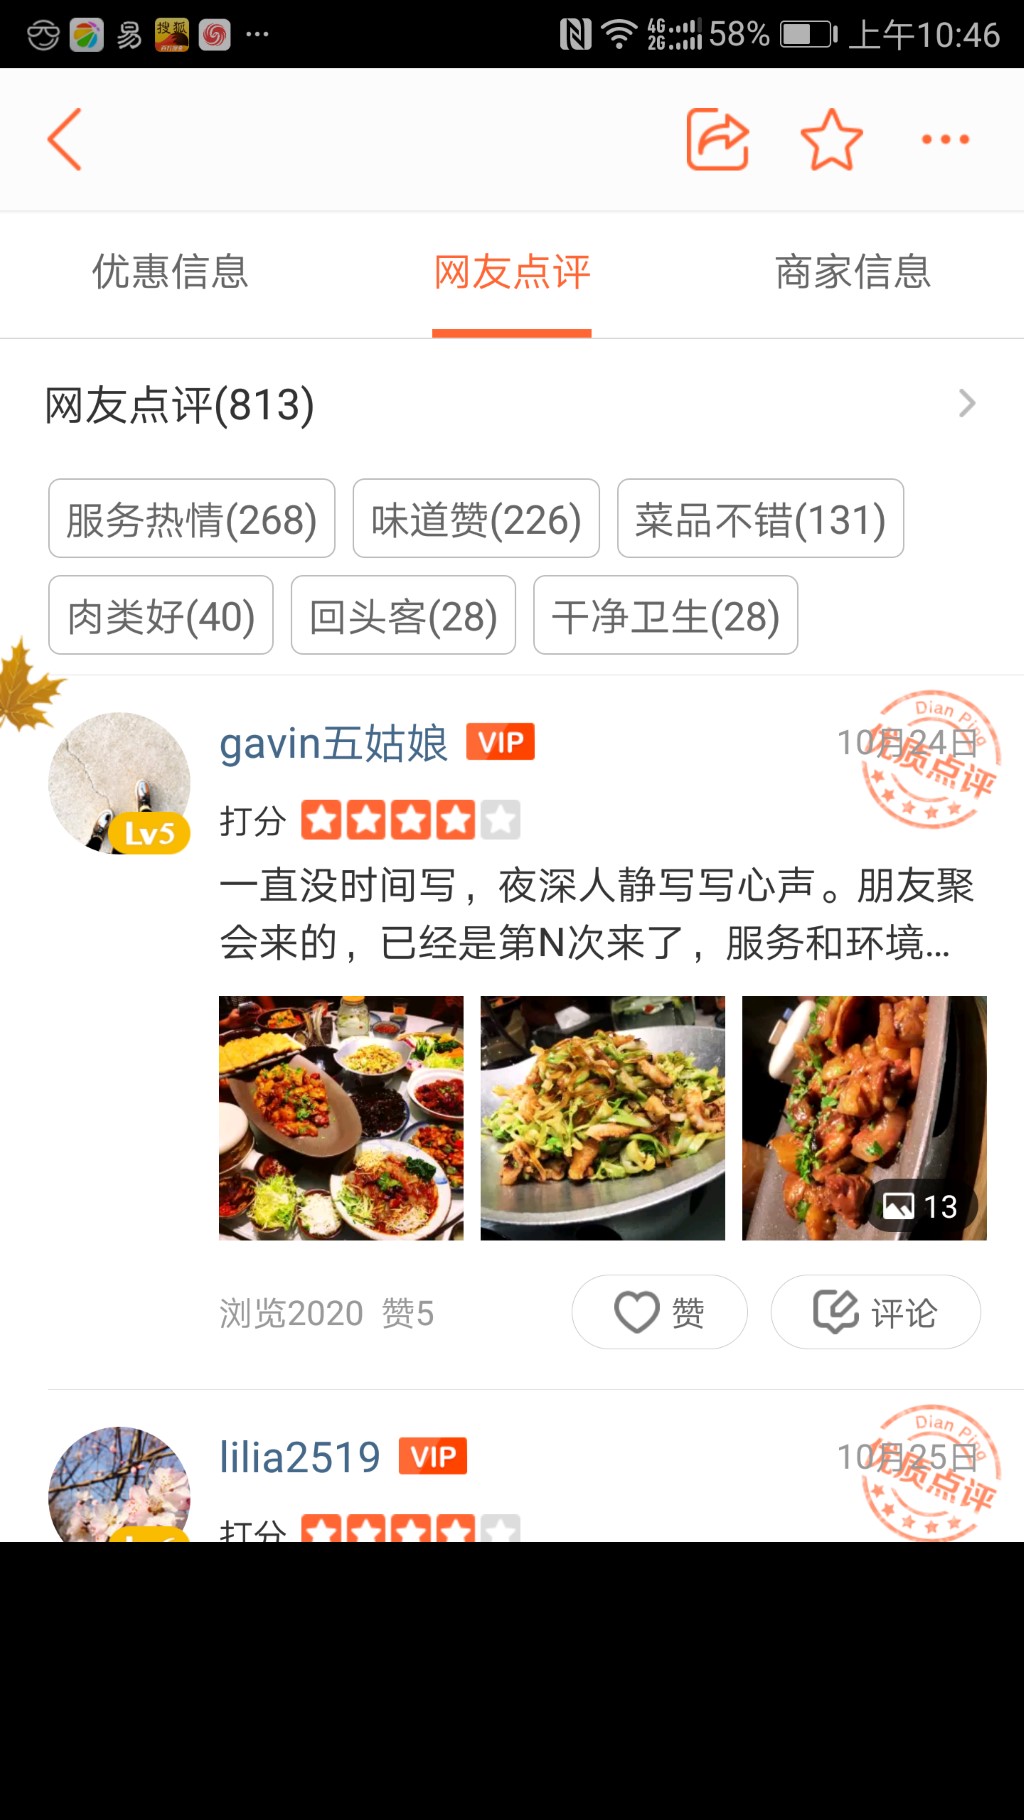 易 搜狐 4G 2G 58% 上午10:46
优惠信息 网友点评 商家信息
网友点评(813)
服务热情(268) 味道赞(226) 菜品不错(131)
肉类好(40) 回头客(28) 干净卫生(28)
gavin五姑娘 VIP 10月24日
Dian Ping
优质点评
Lv5
打分
一直没时间写，夜深人静写写心声。朋友聚
会来的，已经是第N次来了，服务和环境...
13
浏览2020 赞5 赞 评论
lilia2519 VIP 10月25日
Dian Ping
优质点评
打分